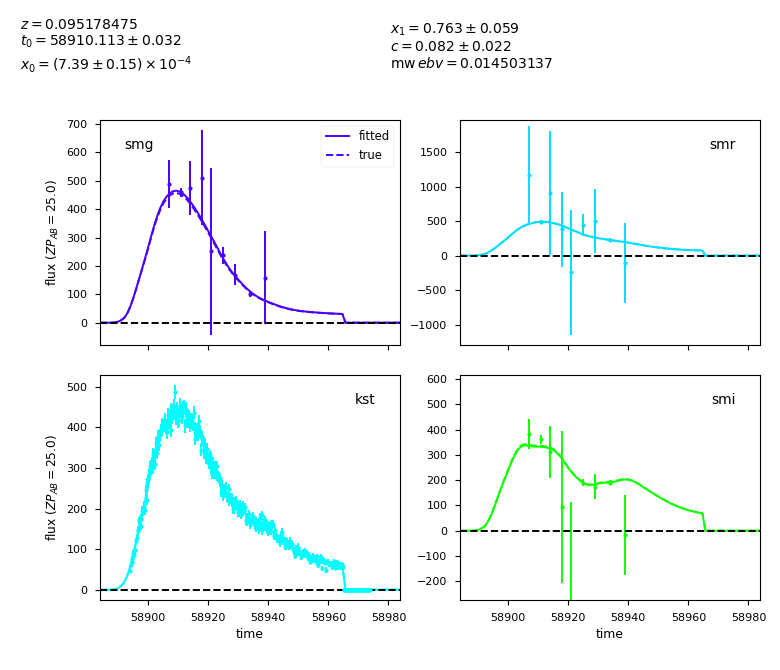 z = 0.095178475
t₀ = 58910.113 ± 0.032
x₀ = (7.39 ± 0.15) × 10⁻⁴
x₁ = 0.763 ± 0.059
c = 0.082 ± 0.022
mw ebv = 0.014503137
smg
fitted
true
700
600
500
400
300
200
100
0
flux (ZP_AB = 25.0)
smr
1500
1000
500
0
−500
−1000
kst
500
400
300
200
100
0
flux (ZP_AB = 25.0)
58900 58920 58940 58960 58980
time
smi
600
500
400
300
200
100
0
−100
−200
58900 58920 58940 58960 58980
time